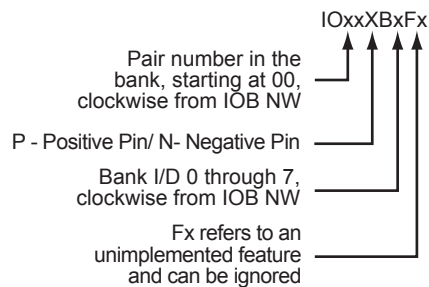 IOxxXBxFx
Pair number in the
bank, starting at 00,
clockwise from IOB NW
P - Positive Pin/ N- Negative Pin
Bank I/D 0 through 7,
clockwise from IOB NW
Fx refers to an
unimplemented feature
and can be ignored